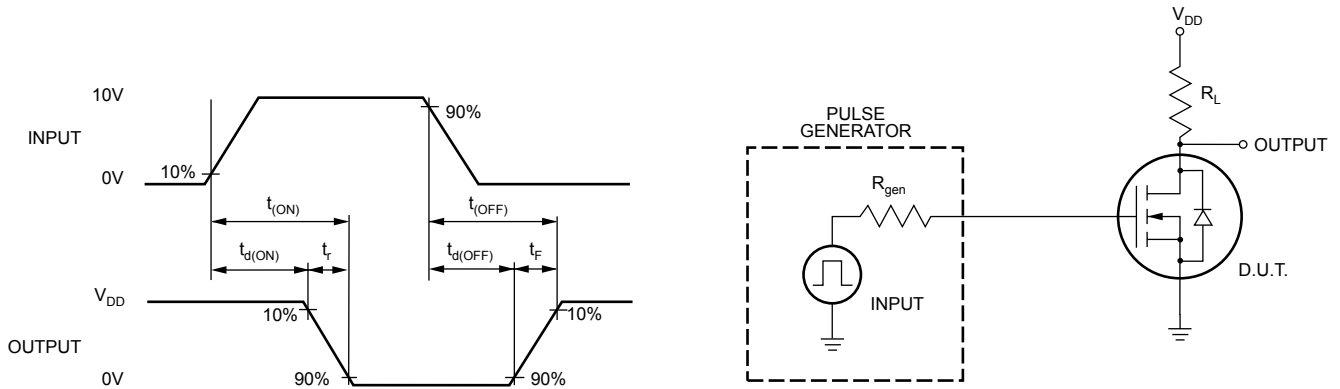 10V
INPUT
0V
10%
90%
t(ON)
t(OFF)
td(ON)
tr
td(OFF)
tF
VDD
OUTPUT
0V
10%
90%
90%
10%
PULSE
GENERATOR
Rgen
INPUT
VDD
RL
OUTPUT
D.U.T.